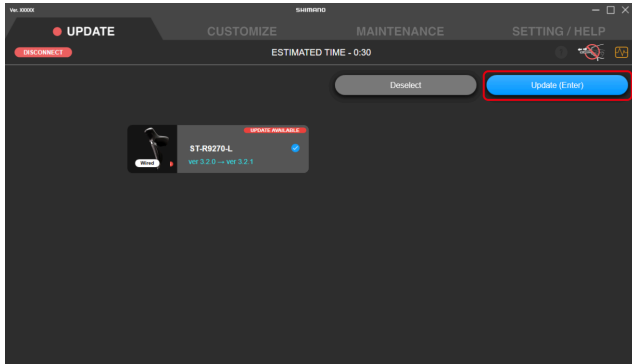 Ver. XXXXX
SHIMANO
UPDATE
CUSTOMIZE
MAINTENANCE
SETTING / HELP
DISCONNECT
ESTIMATED TIME - 0:30
Deselect
Update (Enter)
UPDATE AVAILABLE
ST-R9270-L
Wired
ver 3.2.0 → ver 3.2.1